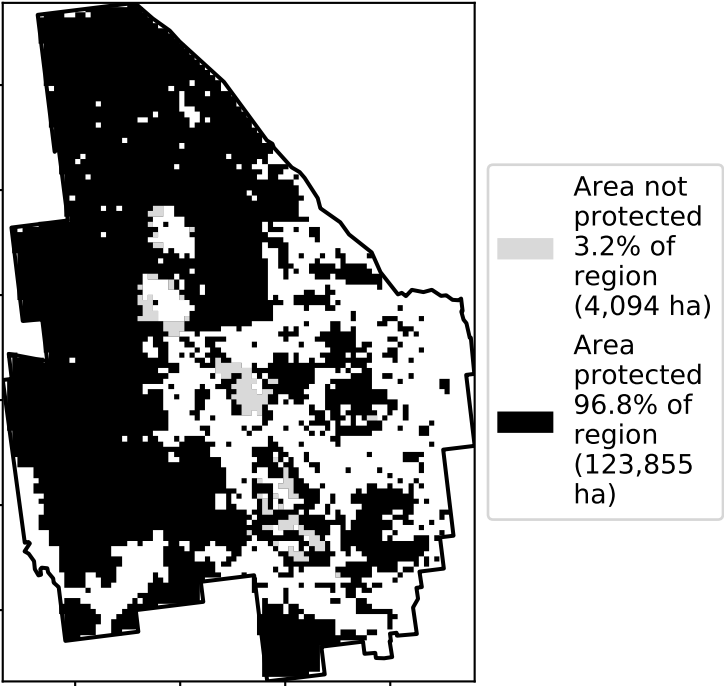 Area not
protected
3.2% of
region
(4,094 ha)
Area
protected
96.8% of
region
(123,855
ha)